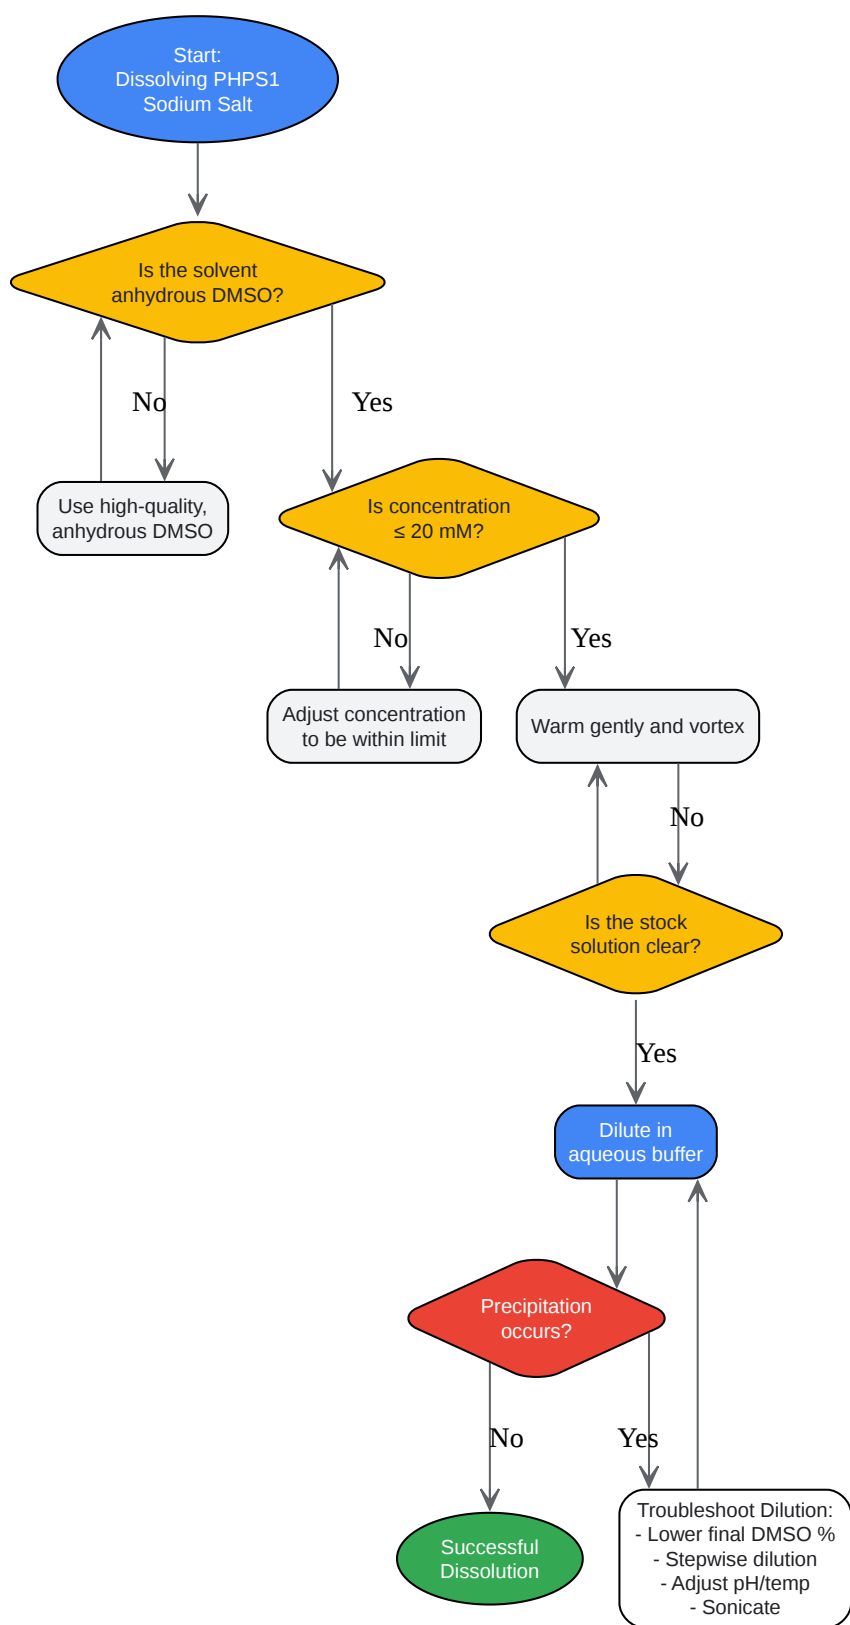 Start:
Dissolving PHPS1
Sodium Salt
Is the solvent
anhydrous DMSO?
No
Yes
Use high-quality,
anhydrous DMSO
Is concentration
≤ 20 mM?
No
Yes
Adjust concentration
to be within limit
Warm gently and vortex
No
Is the stock
solution clear?
Yes
Dilute in
aqueous buffer
Precipitation
occurs?
No
Yes
Successful
Dissolution
Troubleshoot Dilution:
- Lower final DMSO %
- Stepwise dilution
- Adjust pH/temp
- Sonicate